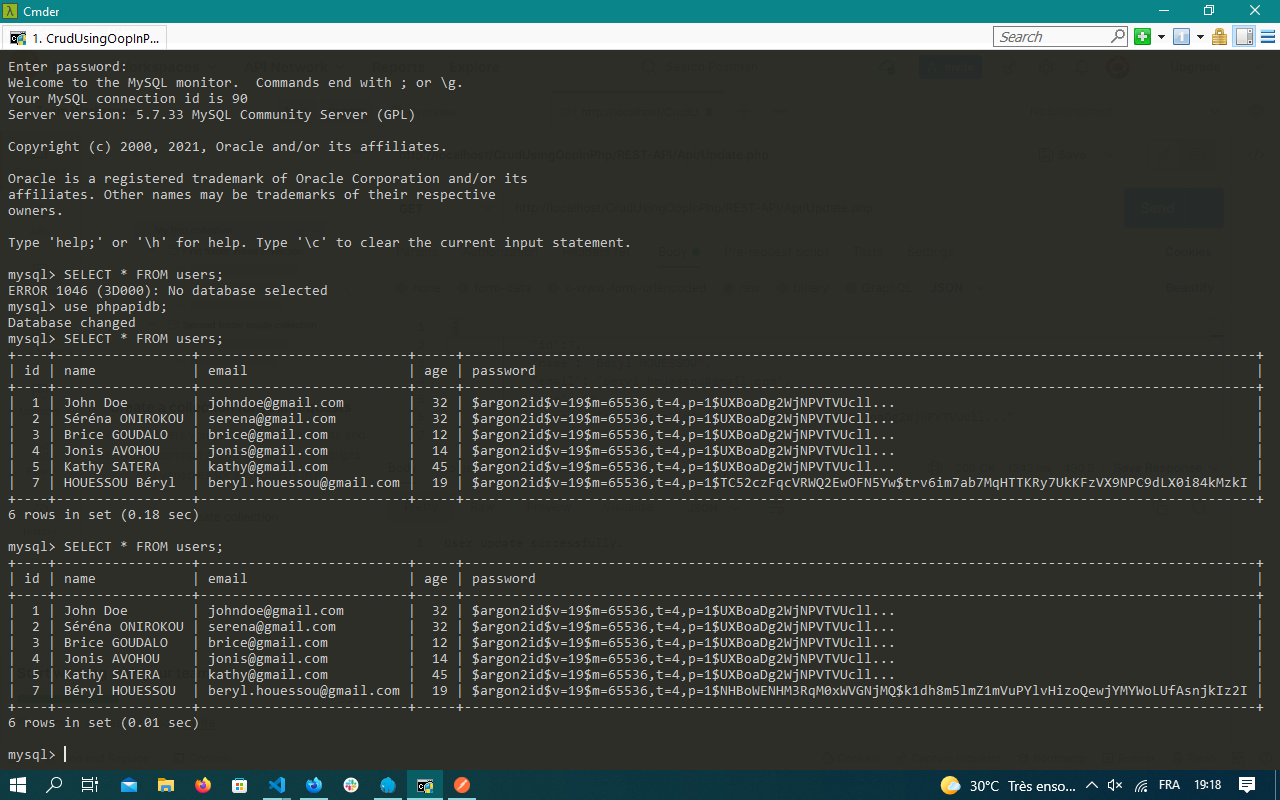 Cmder
1. CrudUsingOopInP...
Search
Enter password:
Welcome to the MySQL monitor.  Commands end with ; or \g.
Your MySQL connection id is 90
Server version: 5.7.33 MySQL Community Server (GPL)
Copyright (c) 2000, 2021, Oracle and/or its affiliates.
Oracle is a registered trademark of Oracle Corporation and/or its
affiliates. Other names may be trademarks of their respective
owners.
Type 'help;' or '\h' for help. Type '\c' to clear the current input statement.
mysql> SELECT * FROM users;
ERROR 1046 (3D000): No database selected
mysql> use phpapidb;
Database changed
mysql> SELECT * FROM users;
| id | name            | email                   | age | password |
|  1 | John Doe        | johndoe@gmail.com       |  32 | $argon2id$v=19$m=65536,t=4,p=1$UXBoaDg2WjNPVTVUcll... |
|  2 | Séréna ONIROKOU | serena@gmail.com        |  32 | $argon2id$v=19$m=65536,t=4,p=1$UXBoaDg2WjNPVTVUcll... |
|  3 | Brice GOUDALO   | brice@gmail.com         |  12 | $argon2id$v=19$m=65536,t=4,p=1$UXBoaDg2WjNPVTVUcll... |
|  4 | Jonis AVOHOU    | jonis@gmail.com         |  14 | $argon2id$v=19$m=65536,t=4,p=1$UXBoaDg2WjNPVTVUcll... |
|  5 | Kathy SATERA    | kathy@gmail.com         |  45 | $argon2id$v=19$m=65536,t=4,p=1$UXBoaDg2WjNPVTVUcll... |
|  7 | HOUESSOU Béryl  | beryl.houessou@gmail.com |  19 | $argon2id$v=19$m=65536,t=4,p=1$TC52czFqcVRWQ2EwOFN5Yw$trv6im7ab7MqHTTKRy7UkKFzVX9NPC9dLX0i84kMzkI |
6 rows in set (0.18 sec)
mysql> SELECT * FROM users;
| id | name            | email                   | age | password |
|  1 | John Doe        | johndoe@gmail.com       |  32 | $argon2id$v=19$m=65536,t=4,p=1$UXBoaDg2WjNPVTVUcll... |
|  2 | Séréna ONIROKOU | serena@gmail.com        |  32 | $argon2id$v=19$m=65536,t=4,p=1$UXBoaDg2WjNPVTVUcll... |
|  3 | Brice GOUDALO   | brice@gmail.com         |  12 | $argon2id$v=19$m=65536,t=4,p=1$UXBoaDg2WjNPVTVUcll... |
|  4 | Jonis AVOHOU    | jonis@gmail.com         |  14 | $argon2id$v=19$m=65536,t=4,p=1$UXBoaDg2WjNPVTVUcll... |
|  5 | Kathy SATERA    | kathy@gmail.com         |  45 | $argon2id$v=19$m=65536,t=4,p=1$UXBoaDg2WjNPVTVUcll... |
|  7 | Béryl HOUESSOU  | beryl.houessou@gmail.com |  19 | $argon2id$v=19$m=65536,t=4,p=1$NHBoWENHM3RqM0xWVGNjMQ$k1dh8m5lmZ1mVuPYlvHizoQewjYMYWoLUfAsnjkIz2I |
6 rows in set (0.01 sec)
mysql>
30°C Très enso... FRA 19:18